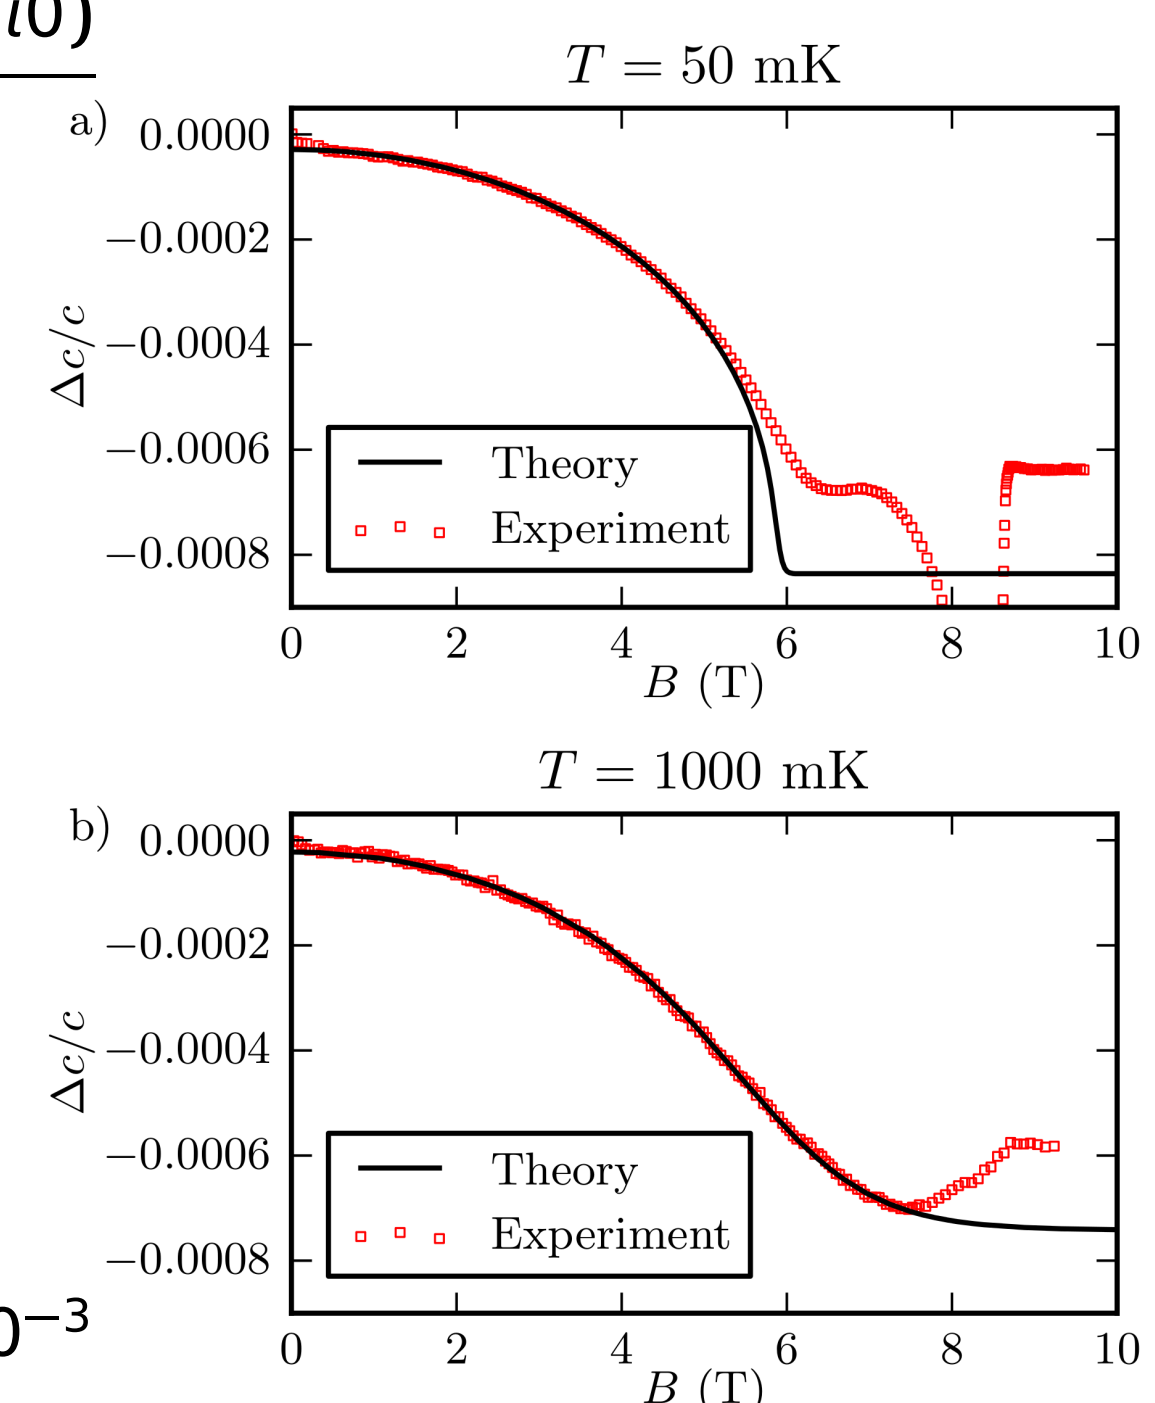 T = 50 mK
a)
0.0000
−0.0002
−0.0004
−0.0006
−0.0008
Δc/c
Theory
Experiment
0 2 4 6 8 10
B (T)
T = 1000 mK
b)
0.0000
−0.0002
−0.0004
−0.0006
−0.0008
Δc/c
Theory
Experiment
0 2 4 6 8 10
B (T)
0⁻³